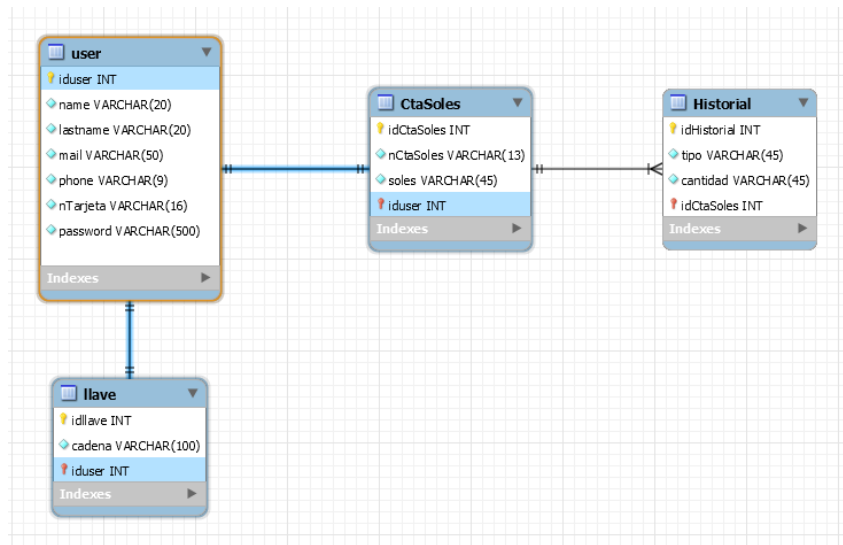 user
iduser INT
name VARCHAR(20)
lastname VARCHAR(20)
mail VARCHAR(50)
phone VARCHAR(9)
nTarjeta VARCHAR(16)
password VARCHAR(500)
Indexes
CtaSoles
idCtaSoles INT
nCtaSoles VARCHAR(13)
soles VARCHAR(45)
iduser INT
Indexes
Historial
idHistorial INT
tipo VARCHAR(45)
cantidad VARCHAR(45)
idCtaSoles INT
Indexes
llave
idllave INT
cadena VARCHAR(100)
iduser INT
Indexes